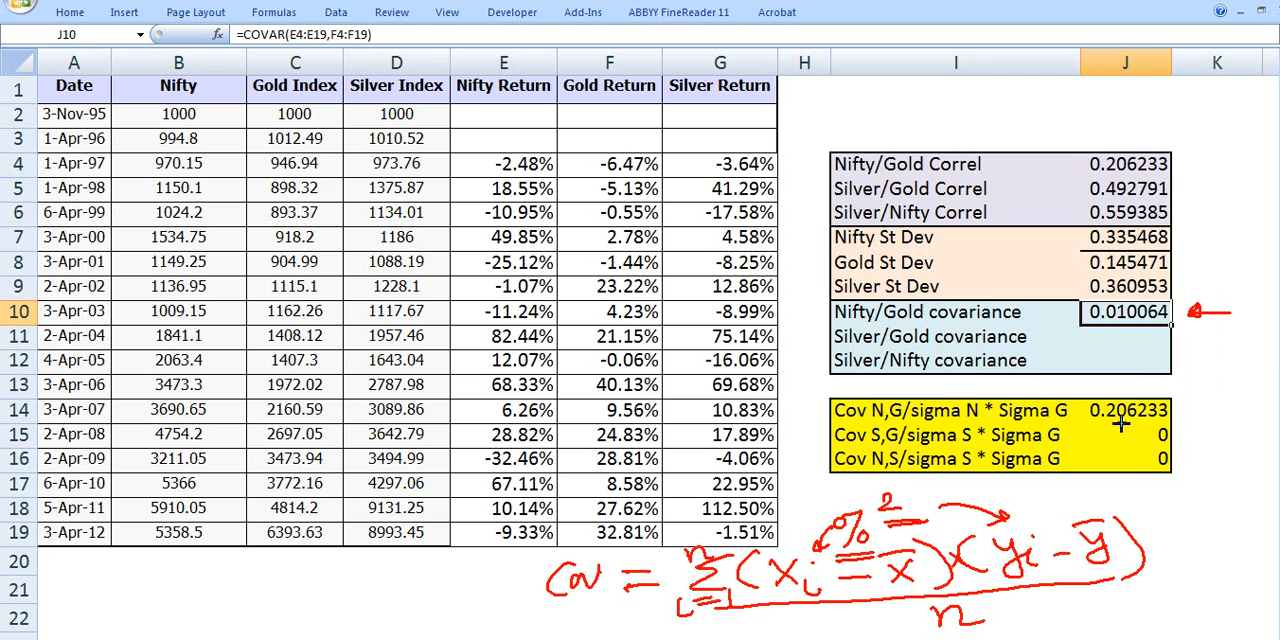 Home Insert Page Layout Formulas Data Review View Developer Add-Ins ABBYY FineReader 11 Acrobat
J10 fx =COVAR(E4:E19,F4:F19)
A B C D E F G H I J K
1 Date Nifty Gold Index Silver Index Nifty Return Gold Return Silver Return
2 3-Nov-95 1000 1000 1000
3 1-Apr-96 994.8 1012.49 1010.52
4 1-Apr-97 970.15 946.94 973.76 -2.48% -6.47% -3.64% Nifty/Gold Correl 0.206233
5 1-Apr-98 1150.1 898.32 1375.87 18.55% -5.13% 41.29% Silver/Gold Correl 0.492791
6 6-Apr-99 1024.2 893.37 1134.01 -10.95% -0.55% -17.58% Silver/Nifty Correl 0.559385
7 3-Apr-00 1534.75 918.2 1186 49.85% 2.78% 4.58% Nifty St Dev 0.335468
8 3-Apr-01 1149.25 904.99 1088.19 -25.12% -1.44% -8.25% Gold St Dev 0.145471
9 2-Apr-02 1136.95 1115.1 1228.1 -1.07% 23.22% 12.86% Silver St Dev 0.360953
10 3-Apr-03 1009.15 1162.26 1117.67 -11.24% 4.23% -8.99% Nifty/Gold covariance 0.010064
11 2-Apr-04 1841.1 1408.12 1957.46 82.44% 21.15% 75.14% Silver/Gold covariance
12 4-Apr-05 2063.4 1407.3 1643.04 12.07% -0.06% -16.06% Silver/Nifty covariance
13 3-Apr-06 3473.3 1972.02 2787.98 68.33% 40.13% 69.68%
14 3-Apr-07 3690.65 2160.59 3089.86 6.26% 9.56% 10.83% Cov N,G/sigma N * Sigma G 0.206233
15 2-Apr-08 4754.2 2697.05 3642.79 28.82% 24.83% 17.89% Cov S,G/sigma S * Sigma G 0
16 2-Apr-09 3211.05 3473.94 3494.99 -32.46% 28.81% -4.06% Cov N,S/sigma S * Sigma G 0
17 6-Apr-10 5366 3772.16 4297.06 67.11% 8.58% 22.95%
18 5-Apr-11 5910.05 4814.2 9131.25 10.14% 27.62% 112.50%
19 3-Apr-12 5358.5 6393.63 8993.45 -9.33% 32.81% -1.51%
% 2
20
Cov = n Σ i=1 (xi - x̄) x (yi - ȳ)
21
n
22